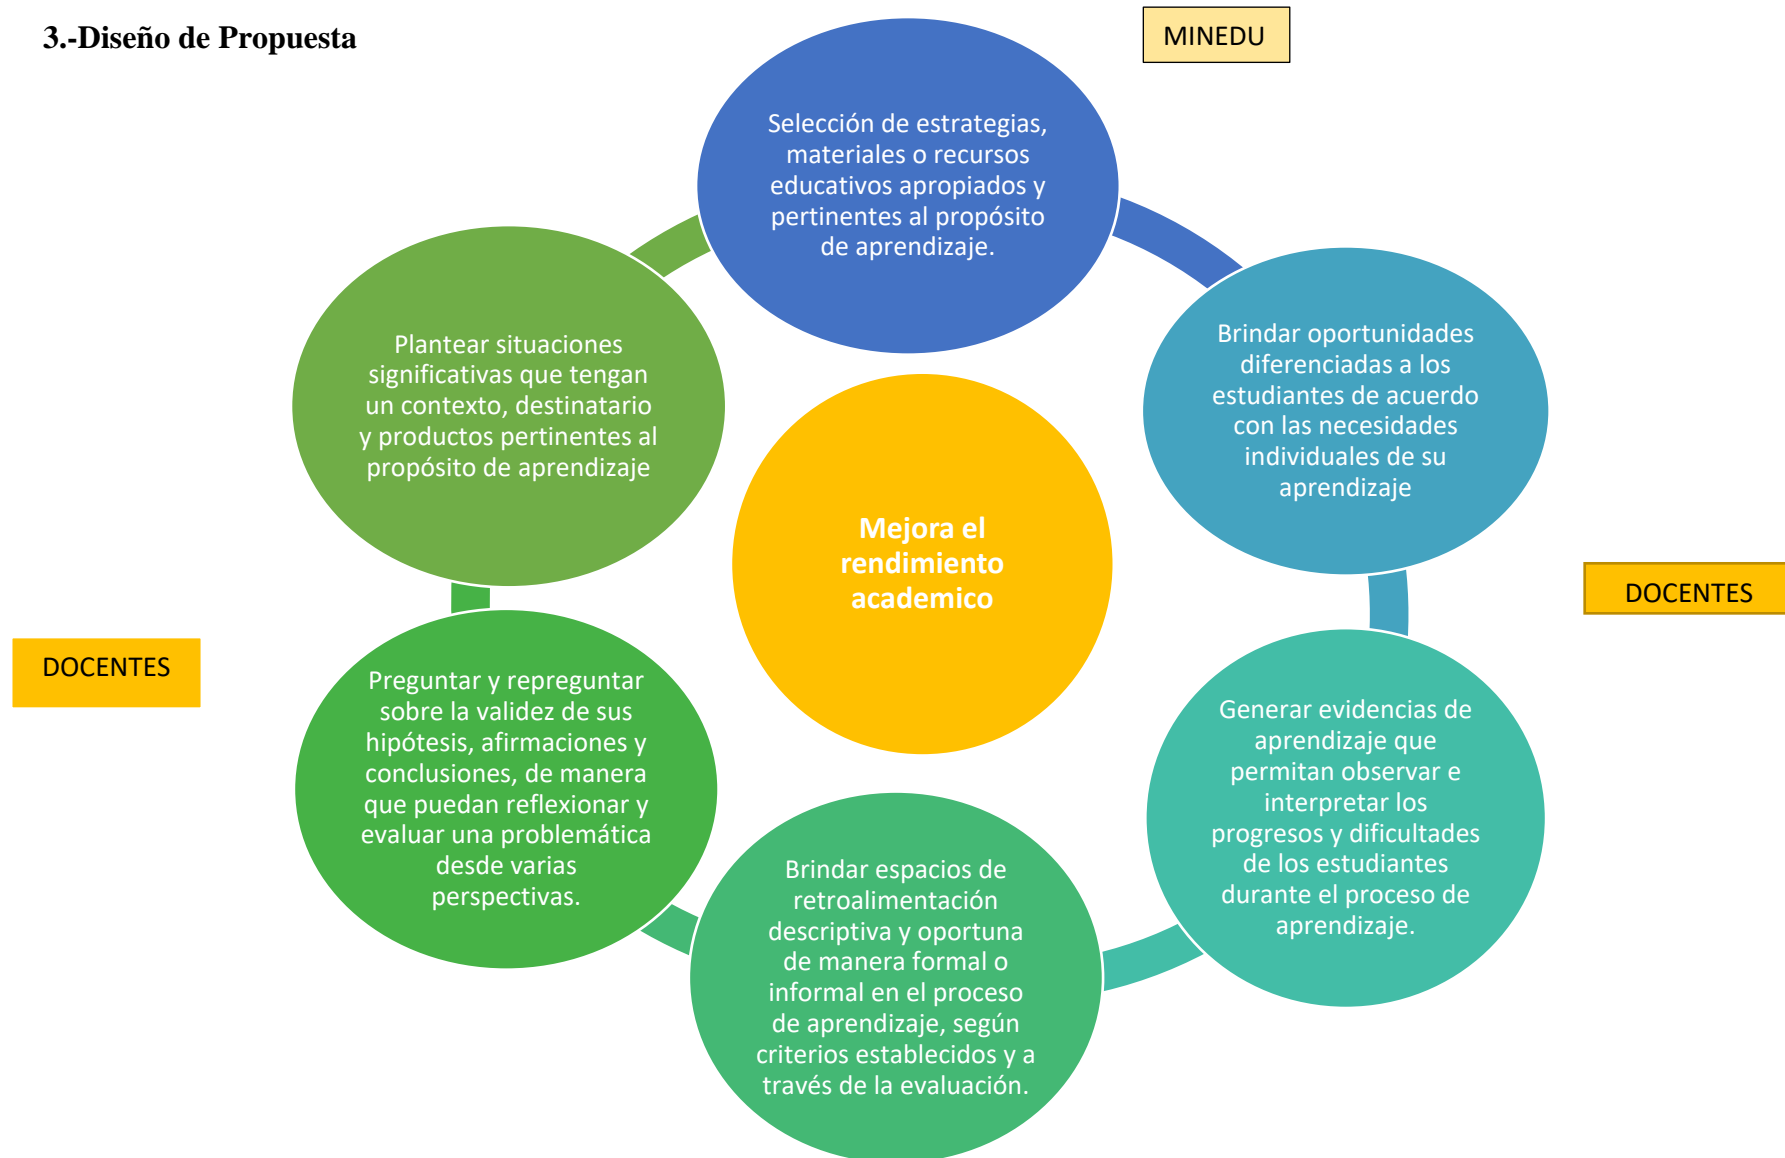 3.-Diseño de Propuesta
MINEDU
Selección de estrategias,
materiales o recursos
educativos apropiados y
pertinentes al propósito
de aprendizaje.
Brindar oportunidades
diferenciadas a los
estudiantes de acuerdo
con las necesidades
individuales de su
aprendizaje
DOCENTES
Generar evidencias de
aprendizaje que
permitan observar e
interpretar los
progresos y dificultades
de los estudiantes
durante el proceso de
aprendizaje.
Brindar espacios de
retroalimentación
descriptiva y oportuna
de manera formal o
informal en el proceso
de aprendizaje, según
criterios establecidos y a
través de la evaluación.
Preguntar y repreguntar
sobre la validez de sus
hipótesis, afirmaciones y
conclusiones, de manera
que puedan reflexionar y
evaluar una problemática
desde varias
perspectivas.
DOCENTES
Plantear situaciones
significativas que tengan
un contexto, destinatario
y productos pertinentes al
propósito de aprendizaje
Mejora el
rendimiento
academico